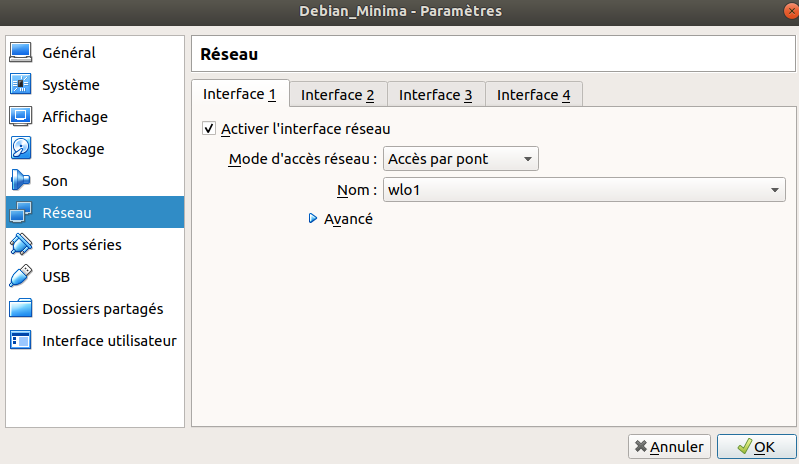 Debian_Minima - Paramètres
Général
Système
Affichage
Stockage
Son
Réseau
Ports séries
USB
Dossiers partagés
Interface utilisateur
Réseau
Interface 1 Interface 2 Interface 3 Interface 4
Activer l'interface réseau
Mode d'accès réseau : Accès par pont
Nom : wlo1
Avancé
Annuler OK